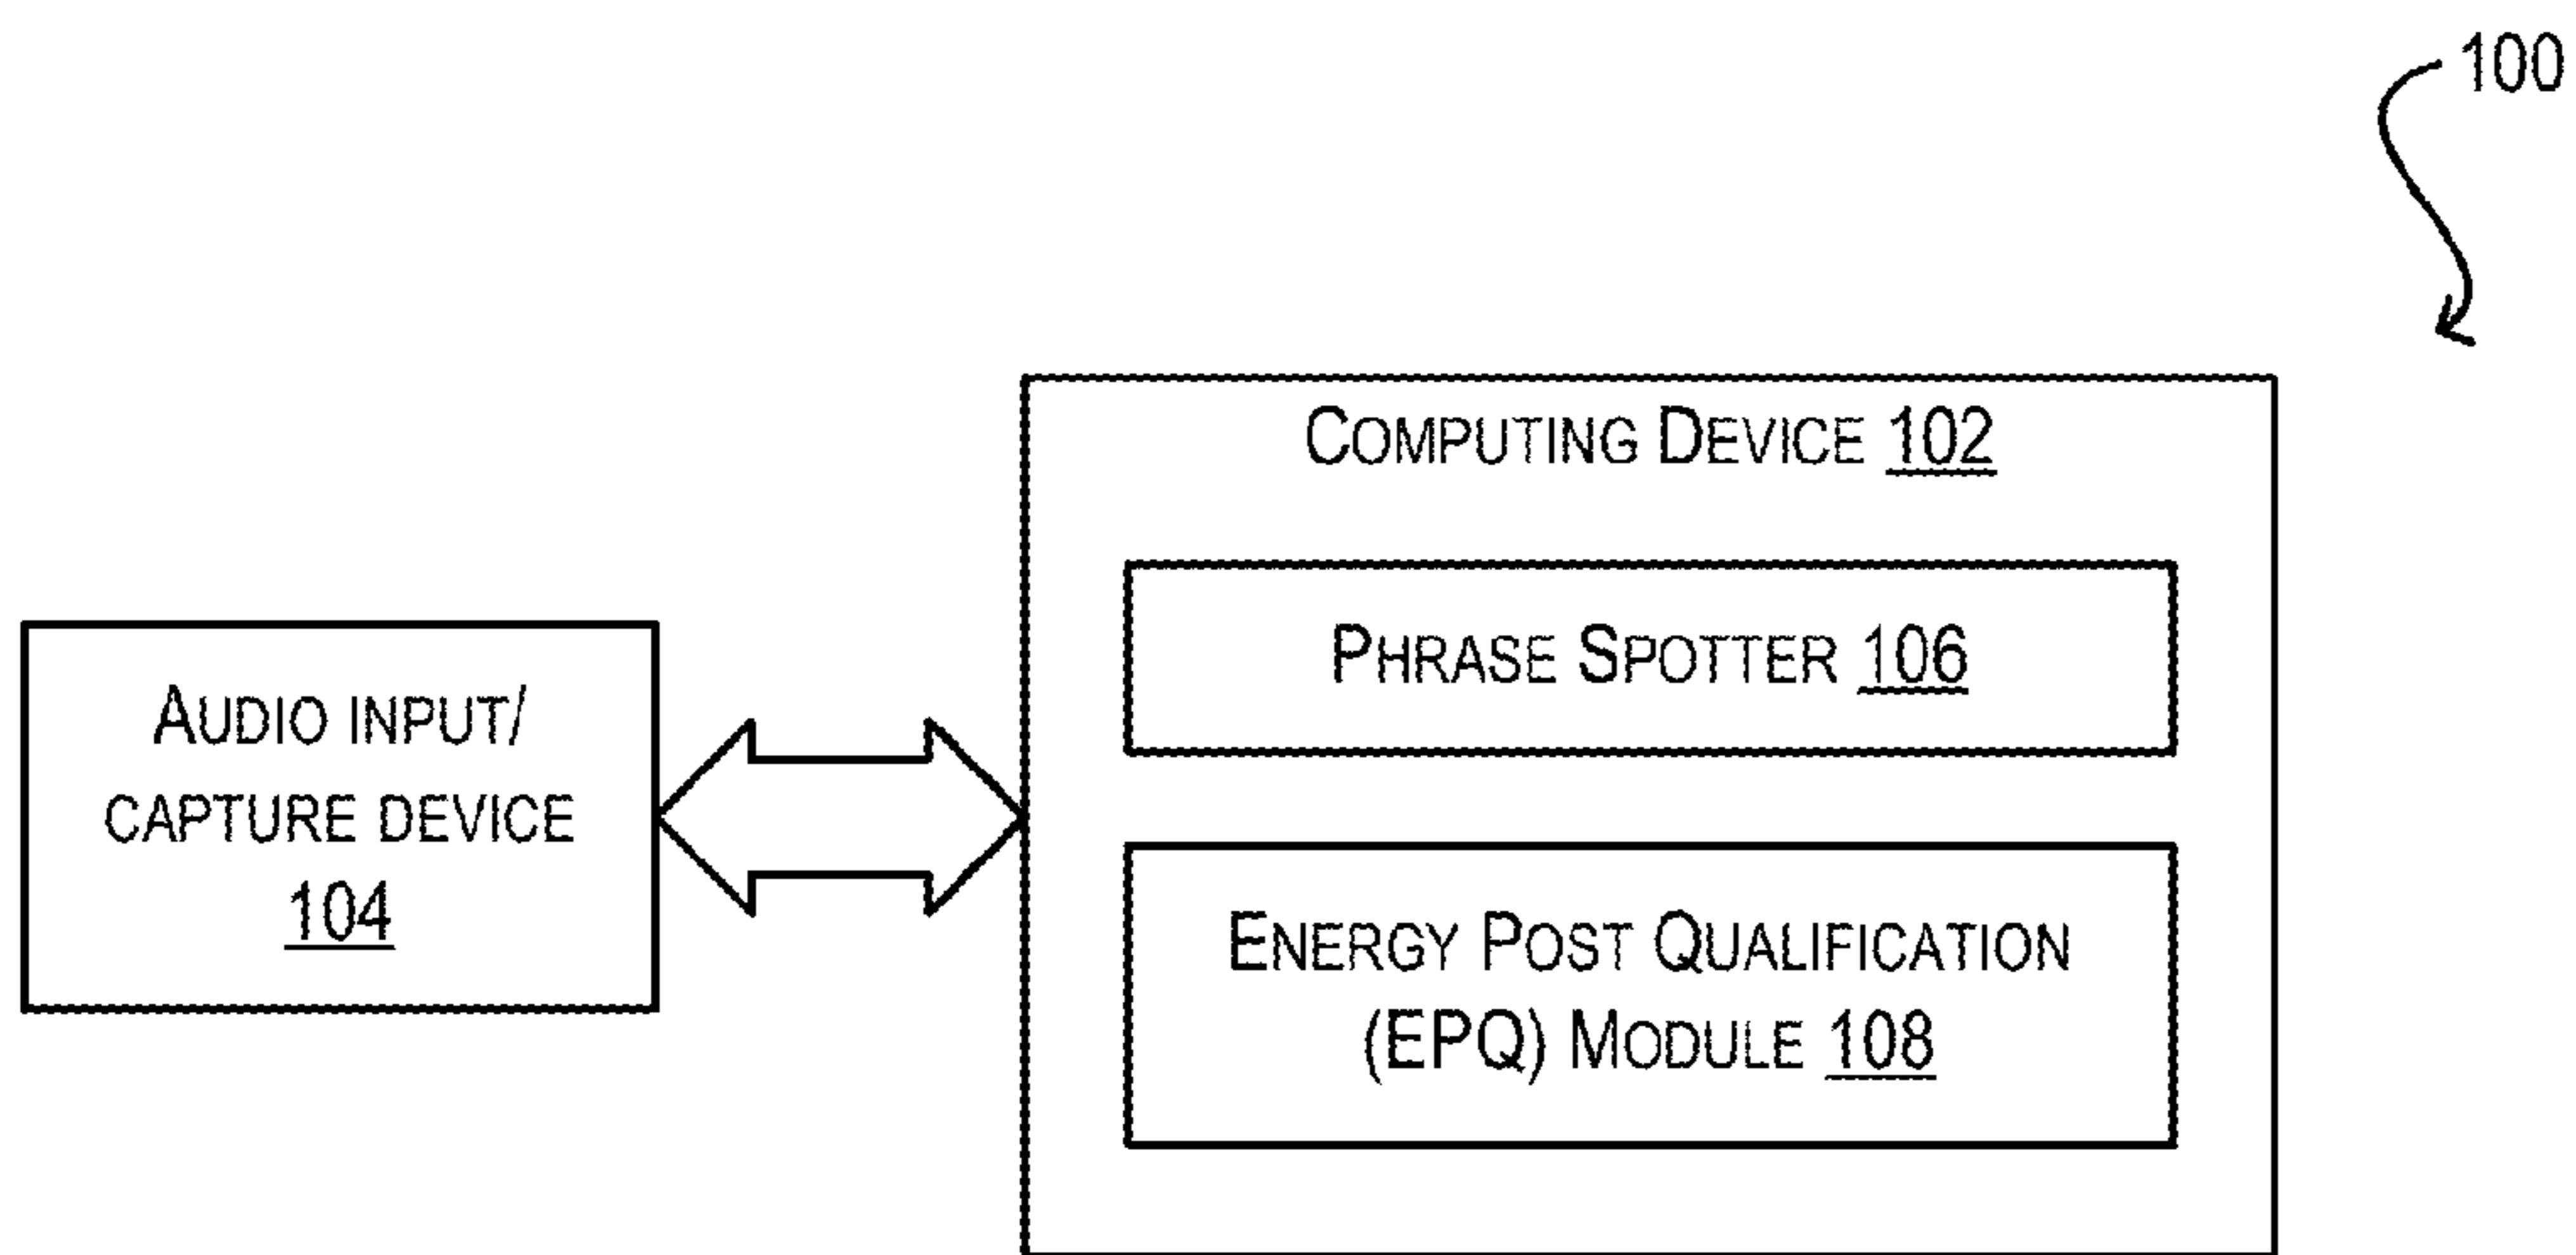 100
COMPUTING DEVICE 102
PHRASE SPOTTER 106
AUDIO INPUT/
CAPTURE DEVICE
104
ENERGY POST QUALIFICATION
(EPQ) MODULE 108